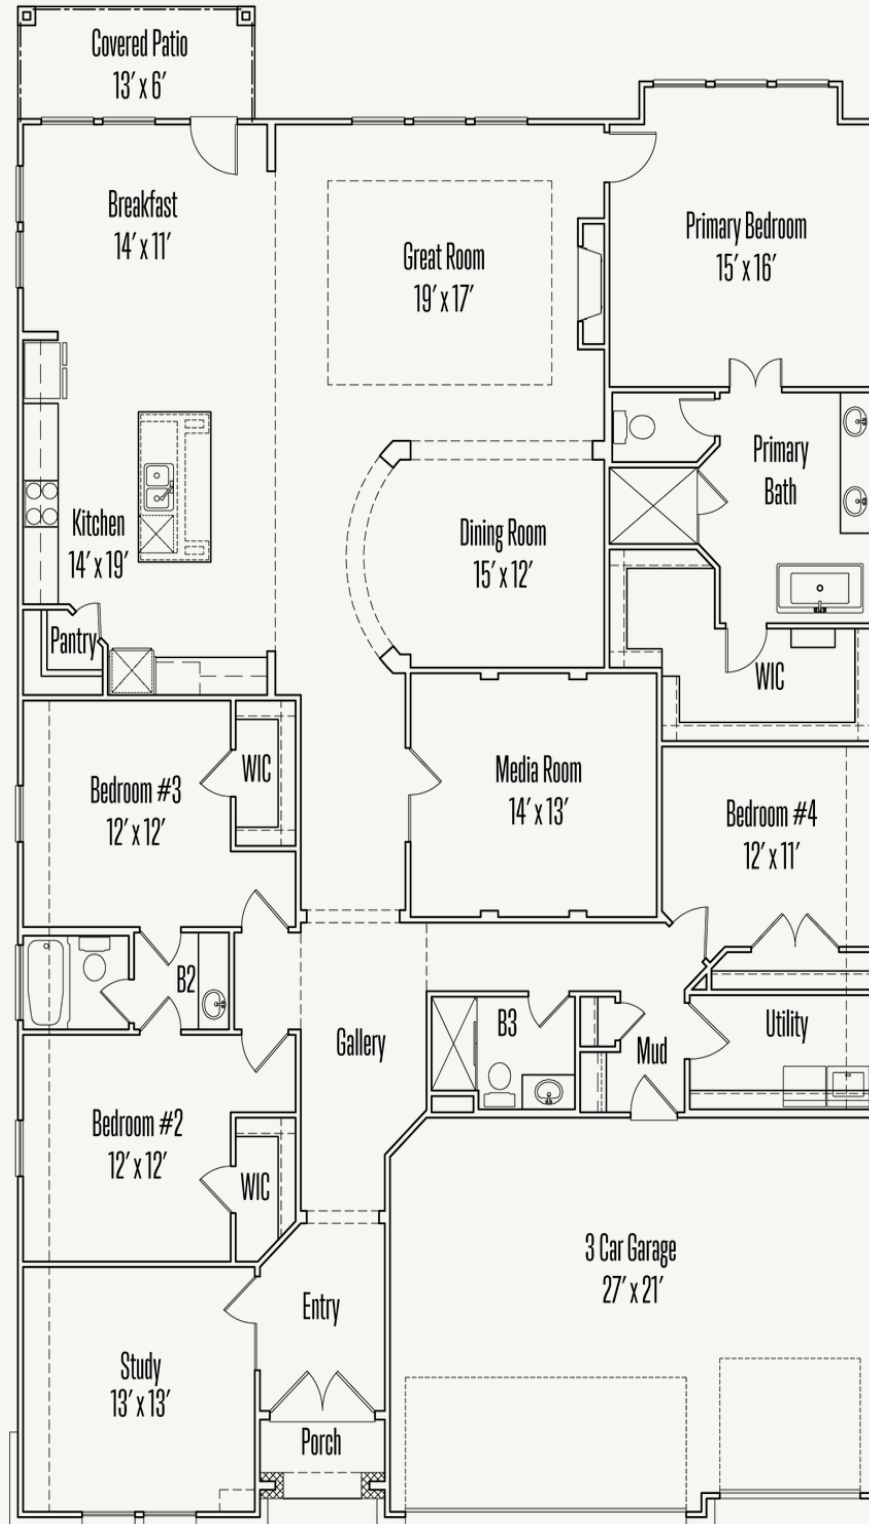 Covered Patio
13' x 6'
Breakfast
14' x 11'
Great Room
19' x 17'
Primary Bedroom
15' x 16'
Kitchen
14' x 19'
Dining Room
15' x 12'
Primary
Bath
Pantry
WIC
Bedroom #3
12' x 12'
WIC
Media Room
14' x 13'
Bedroom #4
12' x 11'
B2
Gallery
B3
Mud
Utility
Bedroom #2
12' x 12'
WIC
3 Car Garage
27' x 21'
Entry
Study
13' x 13'
Porch